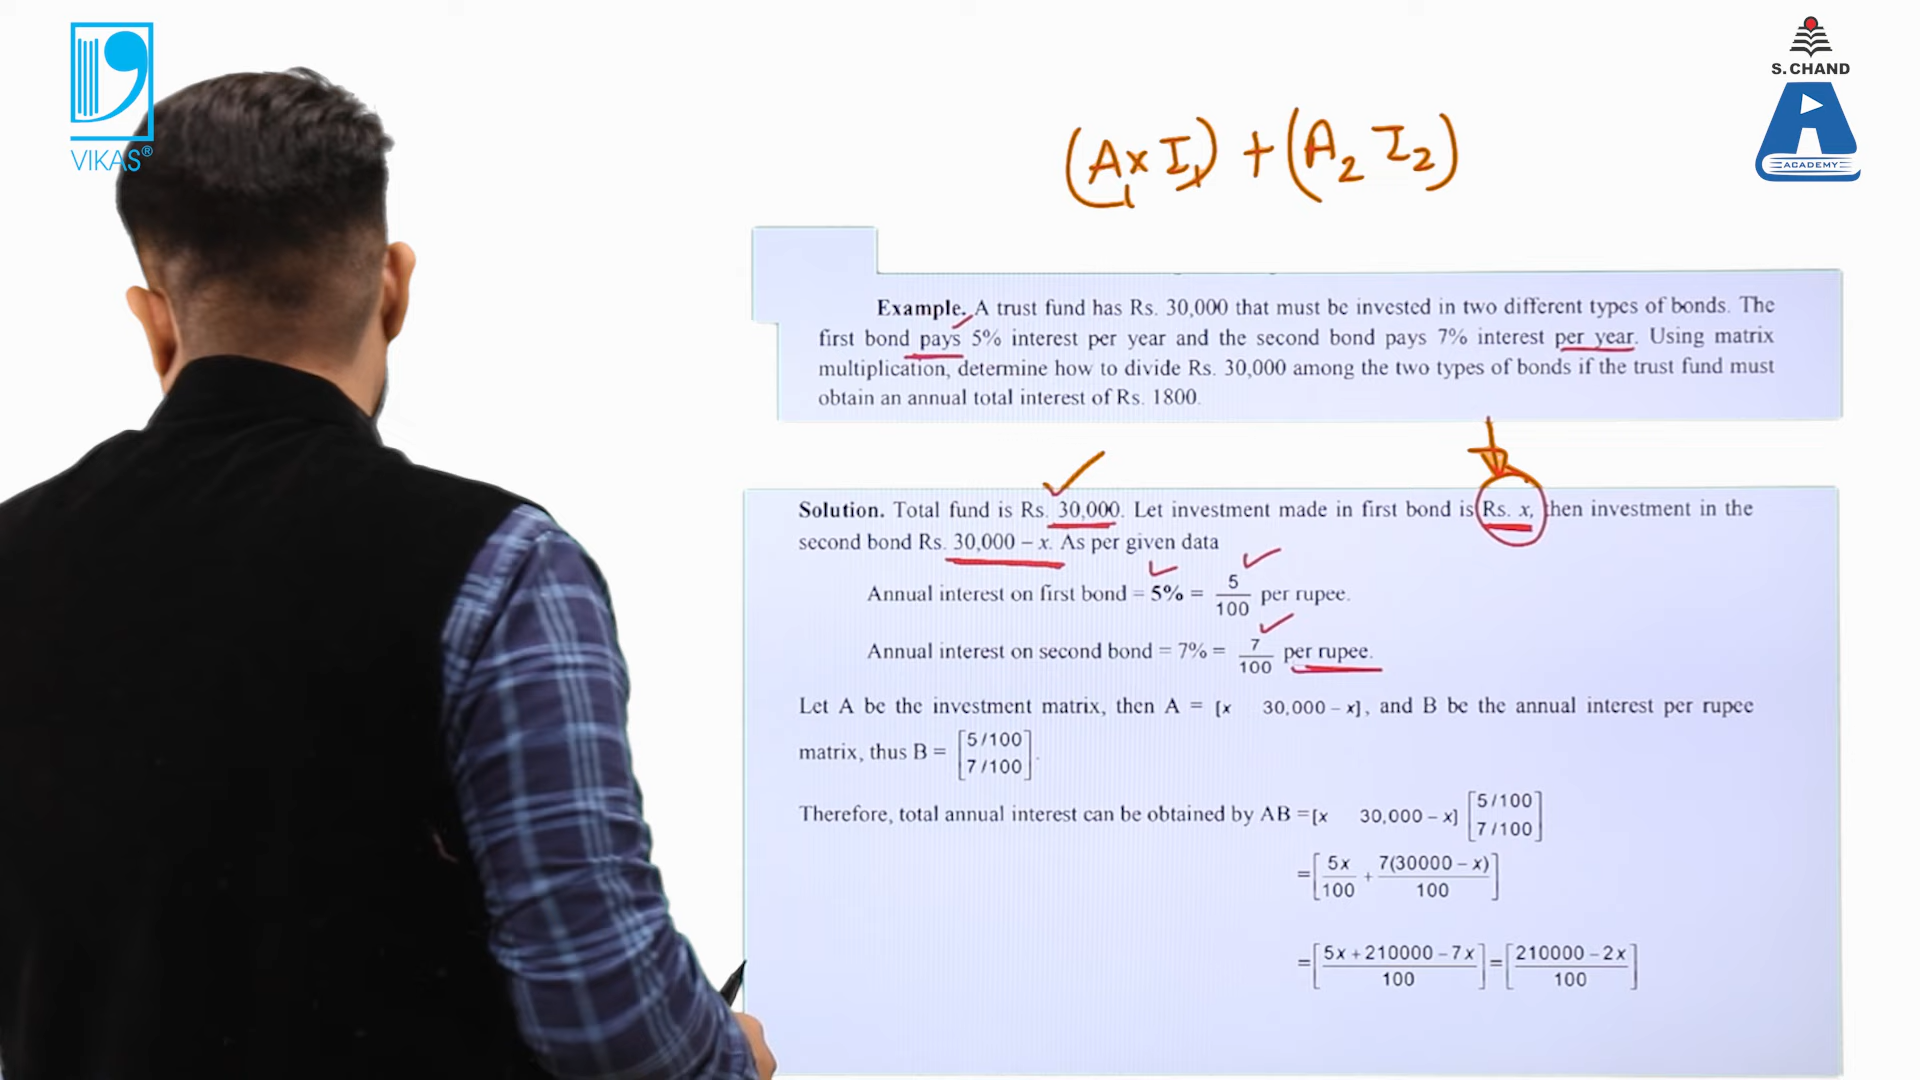 VIKAS®
S. CHAND
ACADEMY
(A₁ x I₁) + (A₂ I₂)
Example. A trust fund has Rs. 30,000 that must be invested in two different types of bonds. The
first bond pays 5% interest per year and the second bond pays 7% interest per year. Using matrix
multiplication, determine how to divide Rs. 30,000 among the two types of bonds if the trust fund must
obtain an annual total interest of Rs. 1800.
Solution. Total fund is Rs. 30,000. Let investment made in first bond is Rs. x, then investment in the
second bond Rs. 30,000 – x. As per given data
Annual interest on first bond = 5% = 5/100 per rupee.
Annual interest on second bond = 7% = 7/100 per rupee.
Let A be the investment matrix, then A = [x 30,000 – x], and B be the annual interest per rupee
matrix, thus B = [5/100 7/100].
Therefore, total annual interest can be obtained by AB = [x 30,000 – x] [5/100 7/100]
= [5x/100 + 7(30000 – x)/100]
= [5x + 210000 – 7x/100] = [210000 – 2x/100]